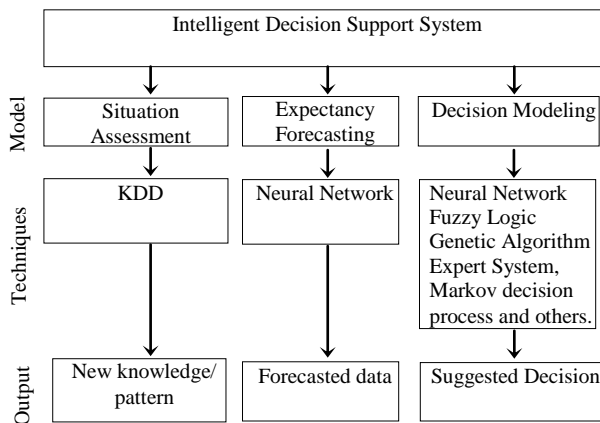 Intelligent Decision Support System
Model
Situation
Assessment
Expectancy
Forecasting
Decision Modeling
Techniques
KDD
Neural Network
Neural Network
Fuzzy Logic
Genetic Algorithm
Expert System,
Markov decision
process and others.
Output
New knowledge/
pattern
Forecasted data
Suggested Decision